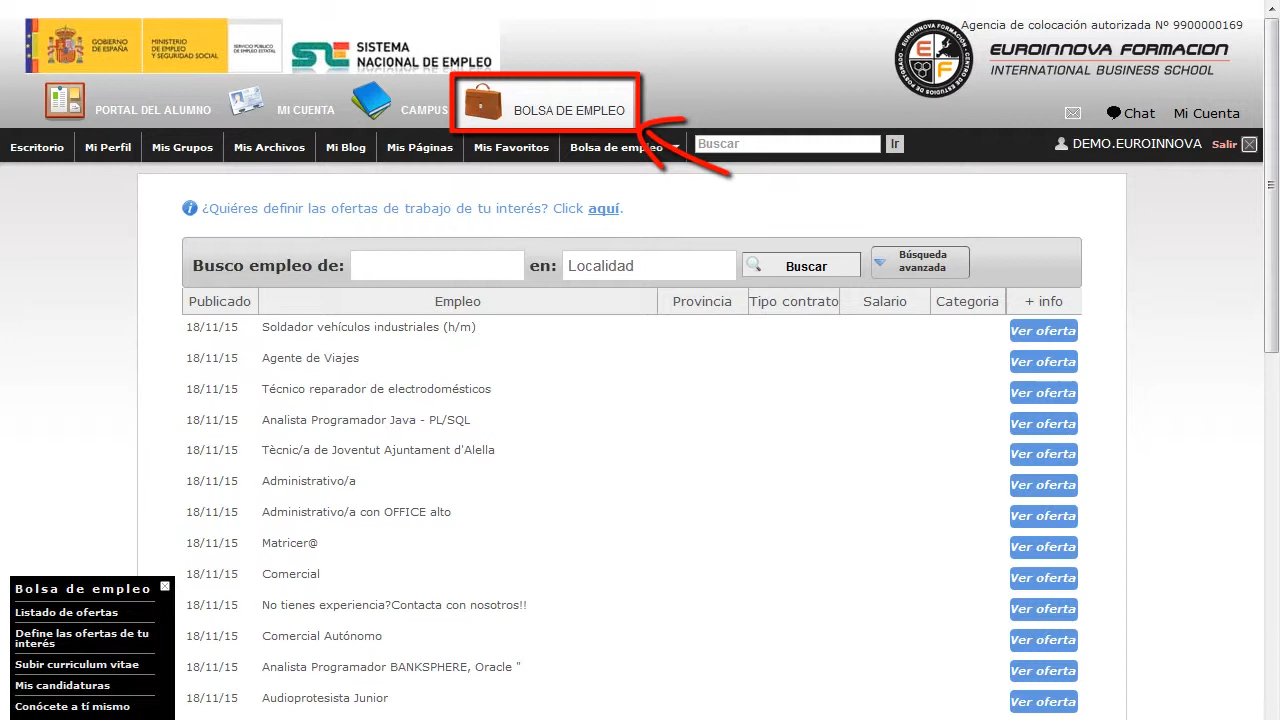 GOBIERNO
DE ESPAÑA
MINISTERIO
DE EMPLEO
Y SEGURIDAD SOCIAL
SERVICIO PÚBLICO
DE EMPLEO ESTATAL
SISTEMA
NACIONAL DE EMPLEO
Agencia de colocación autorizada Nº 9900000169
EUROINNOVA FORMACIÓN
CENTRO DE ESTUDIOS DE POSTGRADO
E
F
EUROINNOVA FORMACION
INTERNATIONAL BUSINESS SCHOOL
PORTAL DEL ALUMNO
MI CUENTA
CAMPUS
BOLSA DE EMPLEO
Chat
Mi Cuenta
Escritorio
Mi Perfil
Mis Grupos
Mis Archivos
Mi Blog
Mis Páginas
Mis Favoritos
Bolsa de empleo
Buscar
Ir
DEMO.EUROINNOVA
Salir
¿Quiéres definir las ofertas de trabajo de tu interés? Click aquí.
Busco empleo de:
en:
Localidad
Buscar
Búsqueda
avanzada
Publicado Empleo Provincia Tipo contrato Salario Categoria + info
18/11/15 Soldador vehículos industriales (h/m) Ver oferta
18/11/15 Agente de Viajes Ver oferta
18/11/15 Técnico reparador de electrodomésticos Ver oferta
18/11/15 Analista Programador Java - PL/SQL Ver oferta
18/11/15 Tècnic/a de Joventut Ajuntament d'Alella Ver oferta
18/11/15 Administrativo/a Ver oferta
18/11/15 Administrativo/a con OFFICE alto Ver oferta
18/11/15 Matricer@ Ver oferta
18/11/15 Comercial Ver oferta
18/11/15 No tienes experiencia?Contacta con nosotros!! Ver oferta
18/11/15 Comercial Autónomo Ver oferta
18/11/15 Analista Programador BANKSPHERE, Oracle " Ver oferta
18/11/15 Audioprotesista Junior Ver oferta
Bolsa de empleo
Listado de ofertas
Define las ofertas de tu
interés
Subir curriculum vitae
Mis candidaturas
Conócete a tí mismo